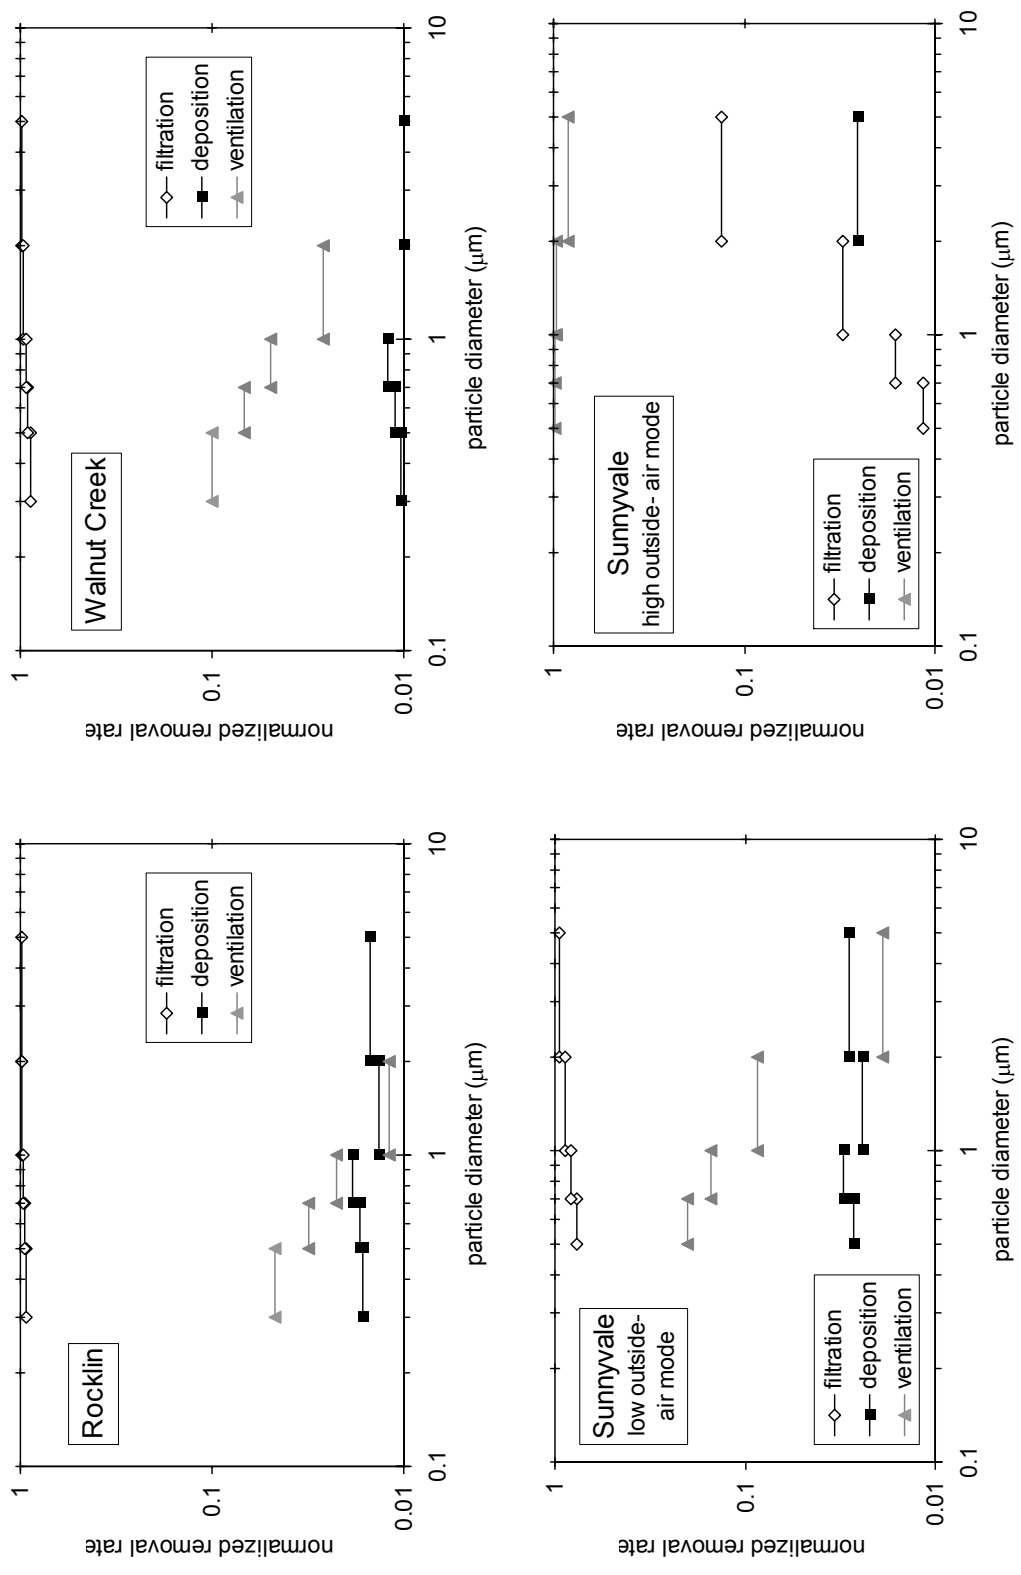 Rocklin
filtration
deposition
ventilation
1
0.1
0.01
0.1
1
10
normalized removal rate
particle diameter (μm)
Walnut Creek
filtration
deposition
ventilation
1
0.1
0.01
0.1
1
10
normalized removal rate
particle diameter (μm)
Sunnyvale
low outside-
air mode
filtration
deposition
ventilation
1
0.1
0.01
0.1
1
10
normalized removal rate
particle diameter (μm)
Sunnyvale
high outside- air mode
filtration
deposition
ventilation
1
0.1
0.01
0.1
1
10
normalized removal rate
particle diameter (μm)